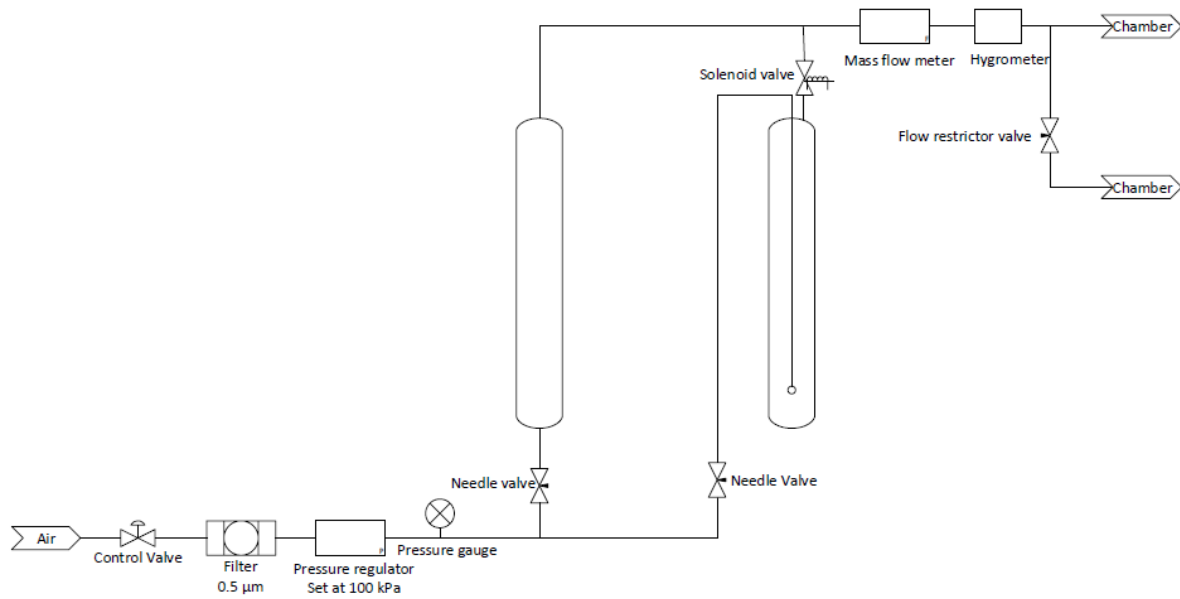 Chamber
Solenoid valve
Mass flow meter
Hygrometer
Flow restrictor valve
Chamber
Needle valve
Needle Valve
Air
Control Valve
Filter
0.5 µm
Pressure regulator
Set at 100 kPa
Pressure gauge
P
P